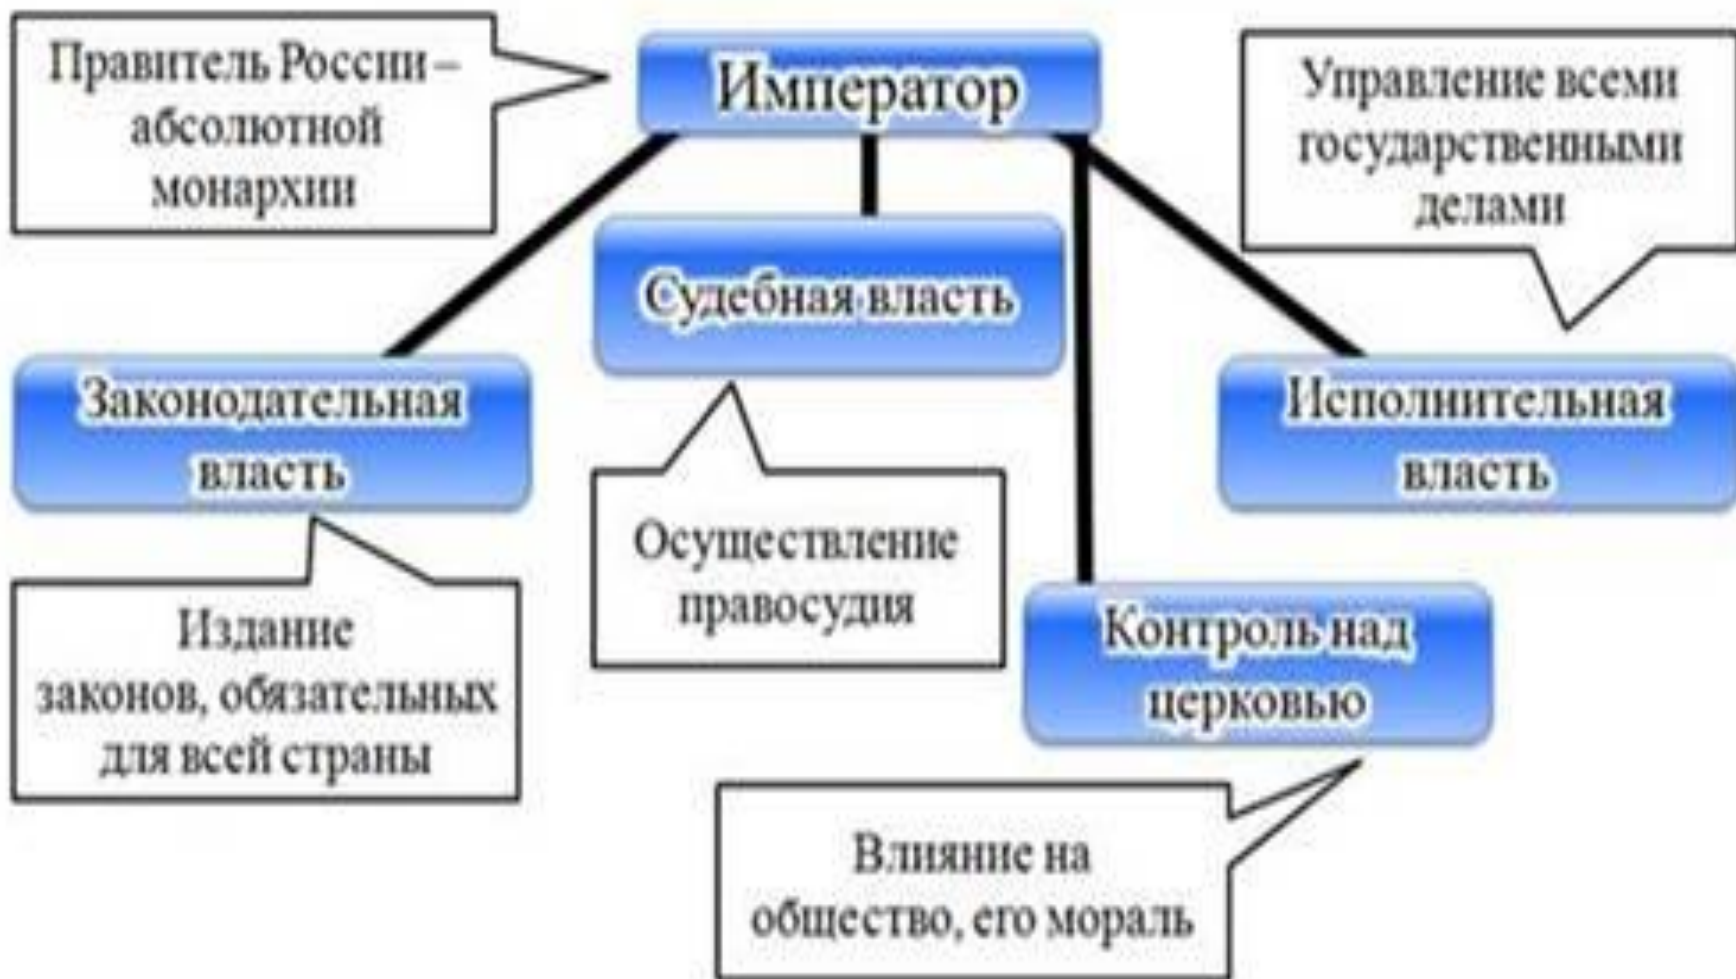 Правитель России –
абсолютной
монархии
Император
Управление всеми
государственными
делами
Судебная власть
Законодательная
власть
Исполнительная
власть
Осуществление
правосудия
Издание
законов, обязательных
для всей страны
Контроль над
церковью
Влияние на
общество, его мораль